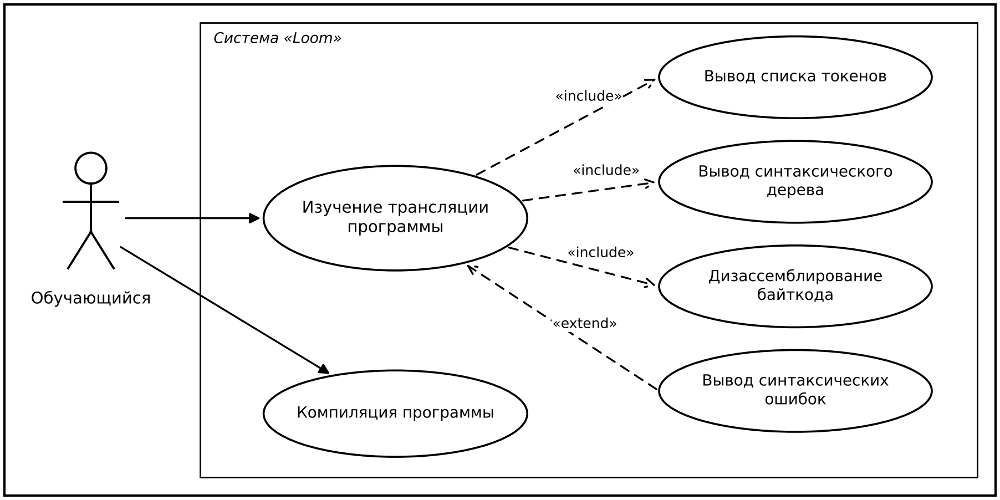 Система «Loom»
Вывод списка токенов
«include»
Вывод синтаксического
дерева
«include»
Изучение трансляции
программы
«include»
Дизассемблирование
байткода
Обучающийся
«extend»
Вывод синтаксических
ошибок
Компиляция программы